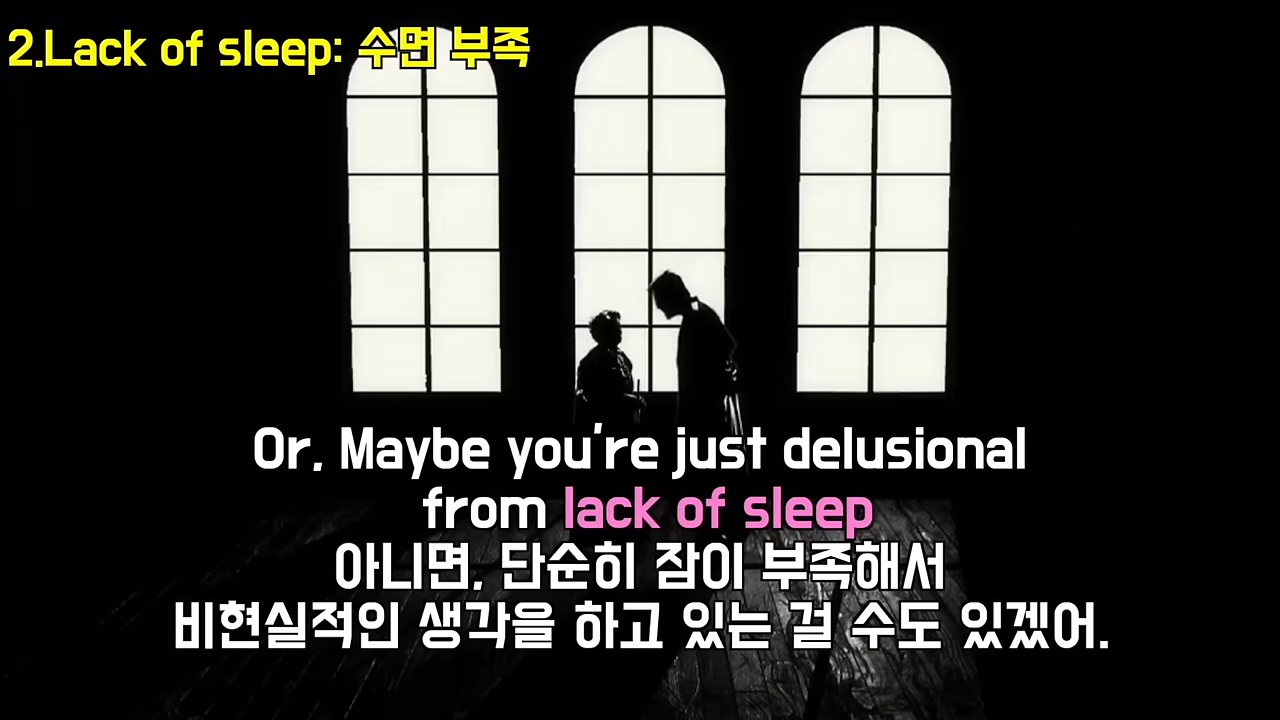 2.Lack of sleep: 수면 부족
Or, Maybe you're just delusional
from lack of sleep
아니면, 단순히 잠이 부족해서
비현실적인 생각을 하고 있는 걸 수도 있겠어.